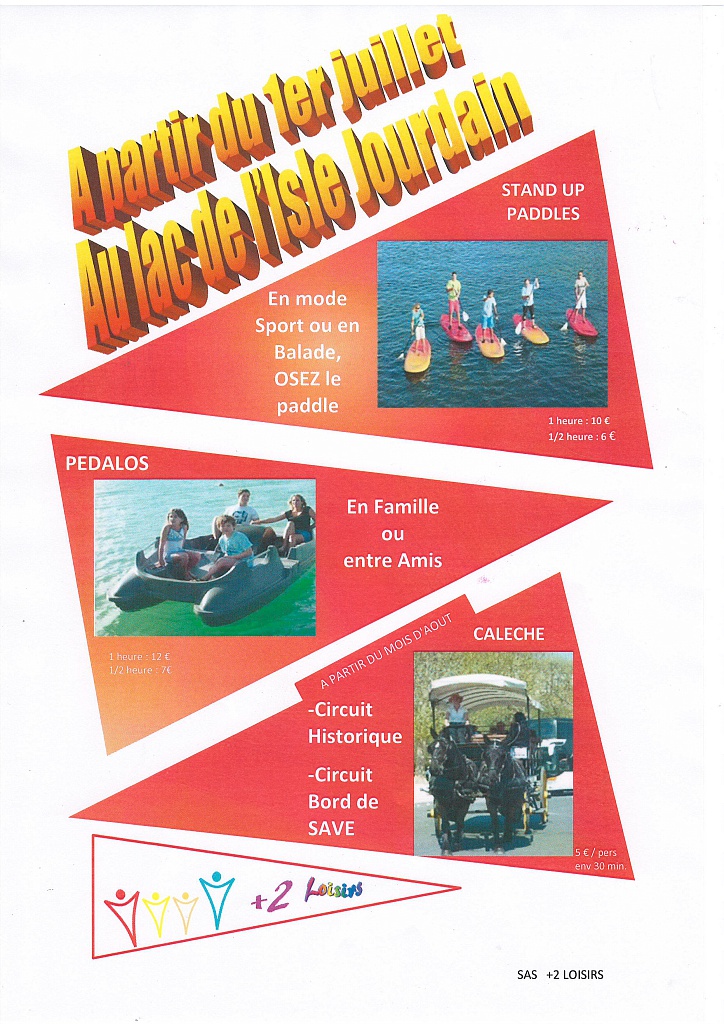 A partir du 1er juillet
Au lac de l'Isle Jourdain
STAND UP
PADDLES
En mode
Sport ou en
Balade,
OSEZ le
paddle
1 heure : 10 €
1/2 heure : 6 €
PEDALOS
En Famille
ou
entre Amis
1 heure : 12 €
1/2 heure : 7€
A PARTIR DU MOIS D'AOUT
CALECHE
-Circuit
Historique
-Circuit
Bord de
SAVE
5 € / pers
env 30 min.
+2 Loisirs
SAS +2 LOISIRS